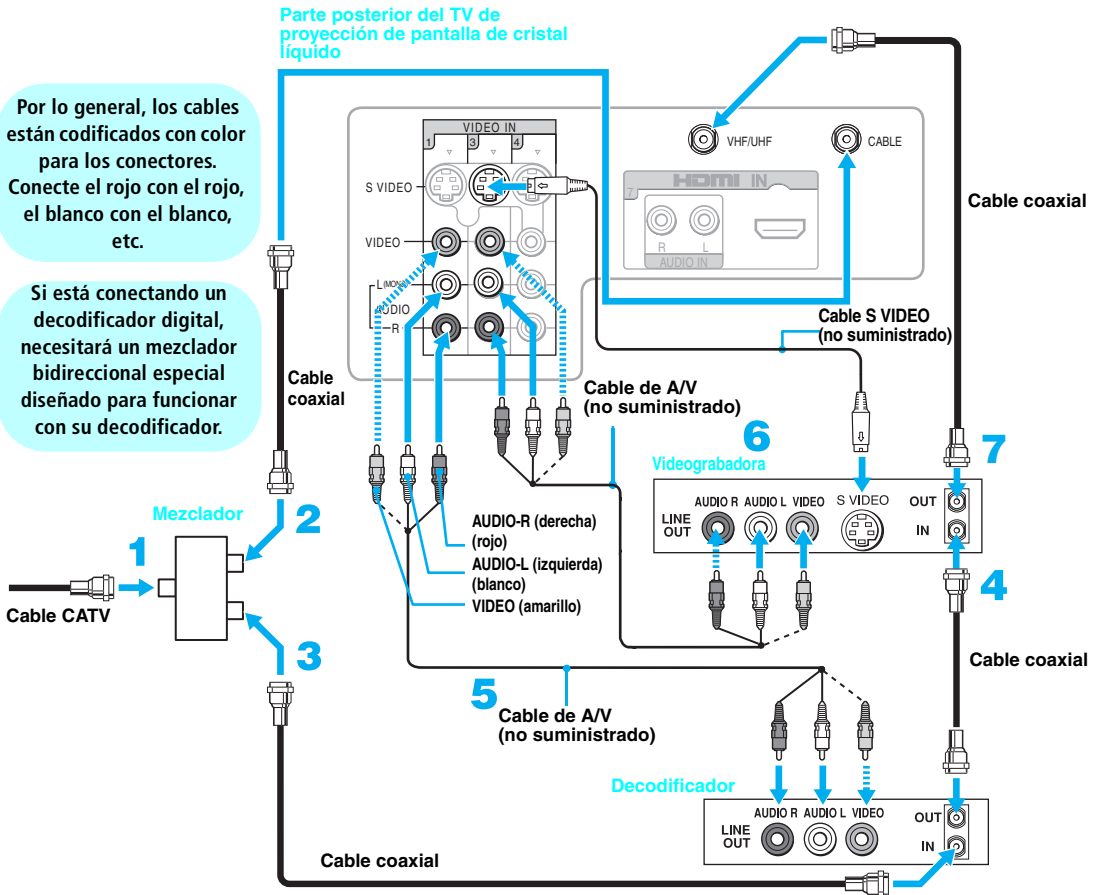 Parte posterior del TV de
proyección de pantalla de cristal
líquido
Por lo general, los cables
están codificados con color
para los conectores.
Conecte el rojo con el rojo,
el blanco con el blanco,
etc.
Si está conectando un
decodificador digital,
necesitará un mezclador
bidireccional especial
diseñado para funcionar
con su decodificador.
VIDEO IN
1 3 4
S VIDEO
VIDEO
L (MONO)
AUDIO
R
VHF/UHF
CABLE
7
HDMI IN
R L
AUDIO IN
Cable coaxial
Cable S VIDEO
(no suministrado)
Cable
coaxial
Cable de A/V
(no suministrado)
6
Videograbadora
7
AUDIO R AUDIO L VIDEO S VIDEO OUT
LINE
OUT
IN
Mezclador
2
1
AUDIO-R (derecha)
(rojo)
AUDIO-L (izquierda)
(blanco)
VIDEO (amarillo)
4
Cable CATV
3
Cable coaxial
5
Cable de A/V
(no suministrado)
Decodificador
AUDIO R AUDIO L VIDEO OUT
LINE
OUT
IN
Cable coaxial